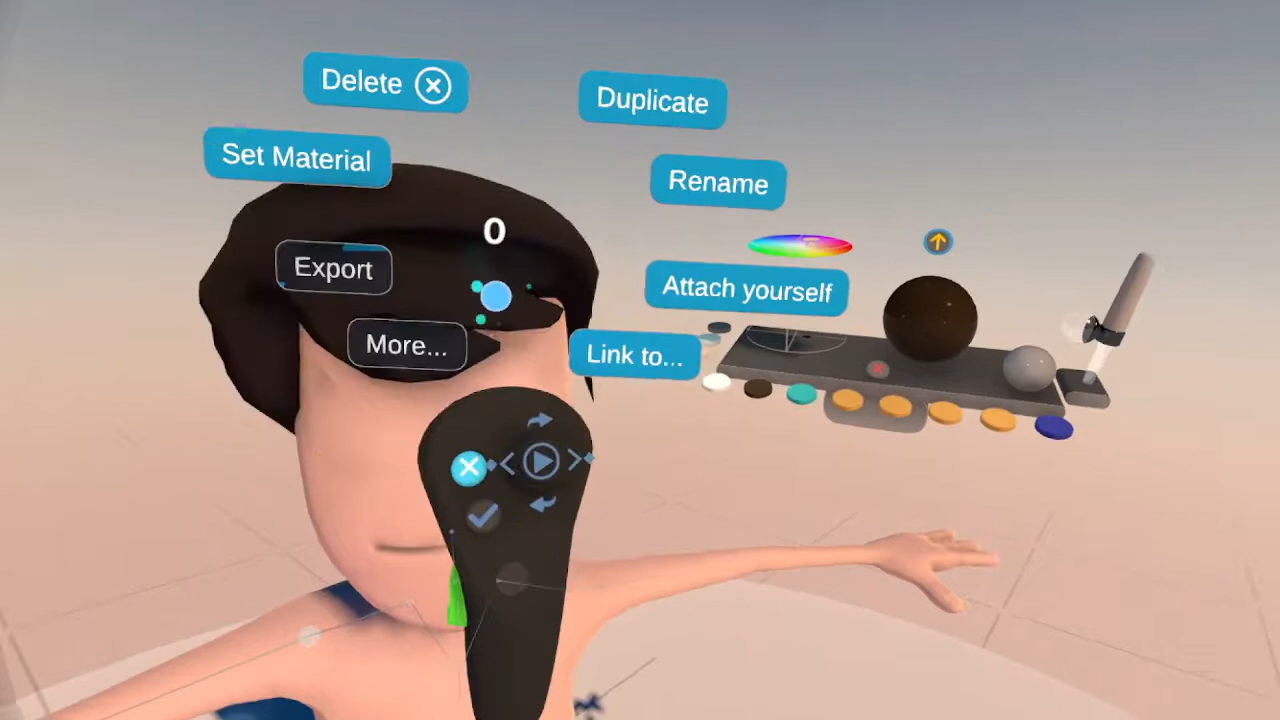 Delete
Duplicate
Set Material
Rename
0
Export
Attach yourself
More...
Link to...